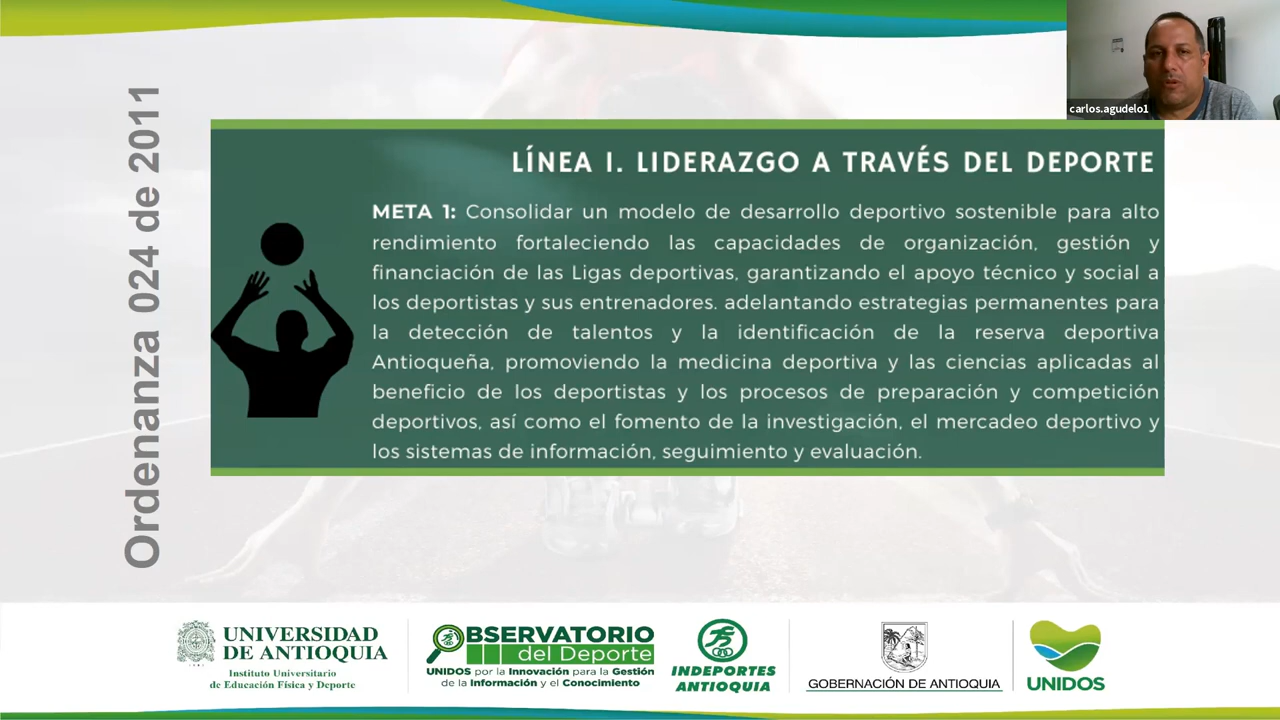 carlos.agudelo1
Ordenanza 024 de 2011
LÍNEA I. LIDERAZGO A TRAVÉS DEL DEPORTE
META 1: Consolidar un modelo de desarrollo deportivo sostenible para alto
rendimiento fortaleciendo las capacidades de organización, gestión y
financiación de las Ligas deportivas, garantizando el apoyo técnico y social a
los deportistas y sus entrenadores. adelantando estrategias permanentes para
la detección de talentos y la identificación de la reserva deportiva
Antioqueña, promoviendo la medicina deportiva y las ciencias aplicadas al
beneficio de los deportistas y los procesos de preparación y competición
deportivos, así como el fomento de la investigación, el mercadeo deportivo y
los sistemas de información, seguimiento y evaluación.
UNIVERSIDAD
DE ANTIOQUIA
Instituto Universitario
de Educación Física y Deporte
OBSERVATORIO
del Deporte
UNIDOS por la Innovación para la Gestión
de la Información y el Conocimiento
INDEPORTES
ANTIOQUIA
GOBERNACIÓN DE ANTIOQUIA
UNIDOS